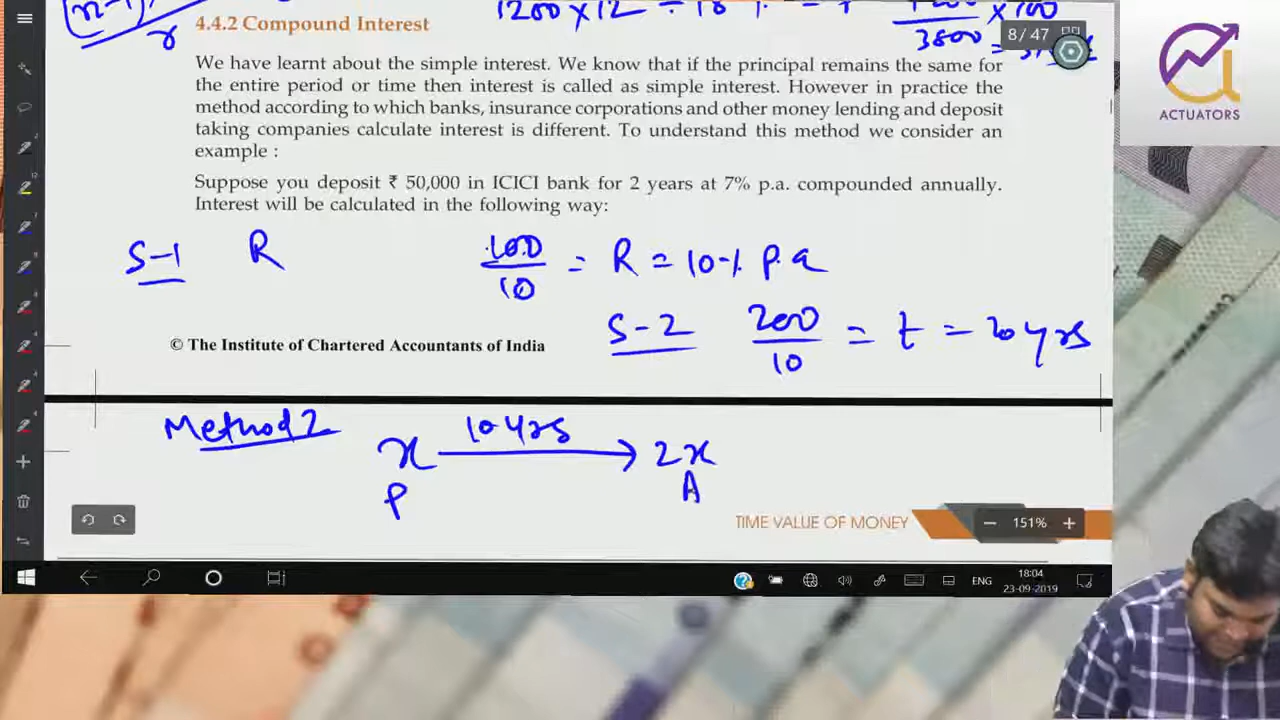 1200 × 12 ÷ 18 %
3800
8 / 47
4.4.2 Compound Interest
We have learnt about the simple interest. We know that if the principal remains the same for
the entire period or time then interest is called as simple interest. However in practice the
method according to which banks, insurance corporations and other money lending and deposit
taking companies calculate interest is different. To understand this method we consider an
example :
Suppose you deposit ₹ 50,000 in ICICI bank for 2 years at 7% p.a. compounded annually.
Interest will be calculated in the following way:
S-1 R 100/10 = R = 10% p.a
S-2 200/10 = t = 20 yrs
© The Institute of Chartered Accountants of India
Method 2
x 10 yrs 2x
P A
TIME VALUE OF MONEY
151%
ENG
18:04
23-09-2019
ACTUATORS